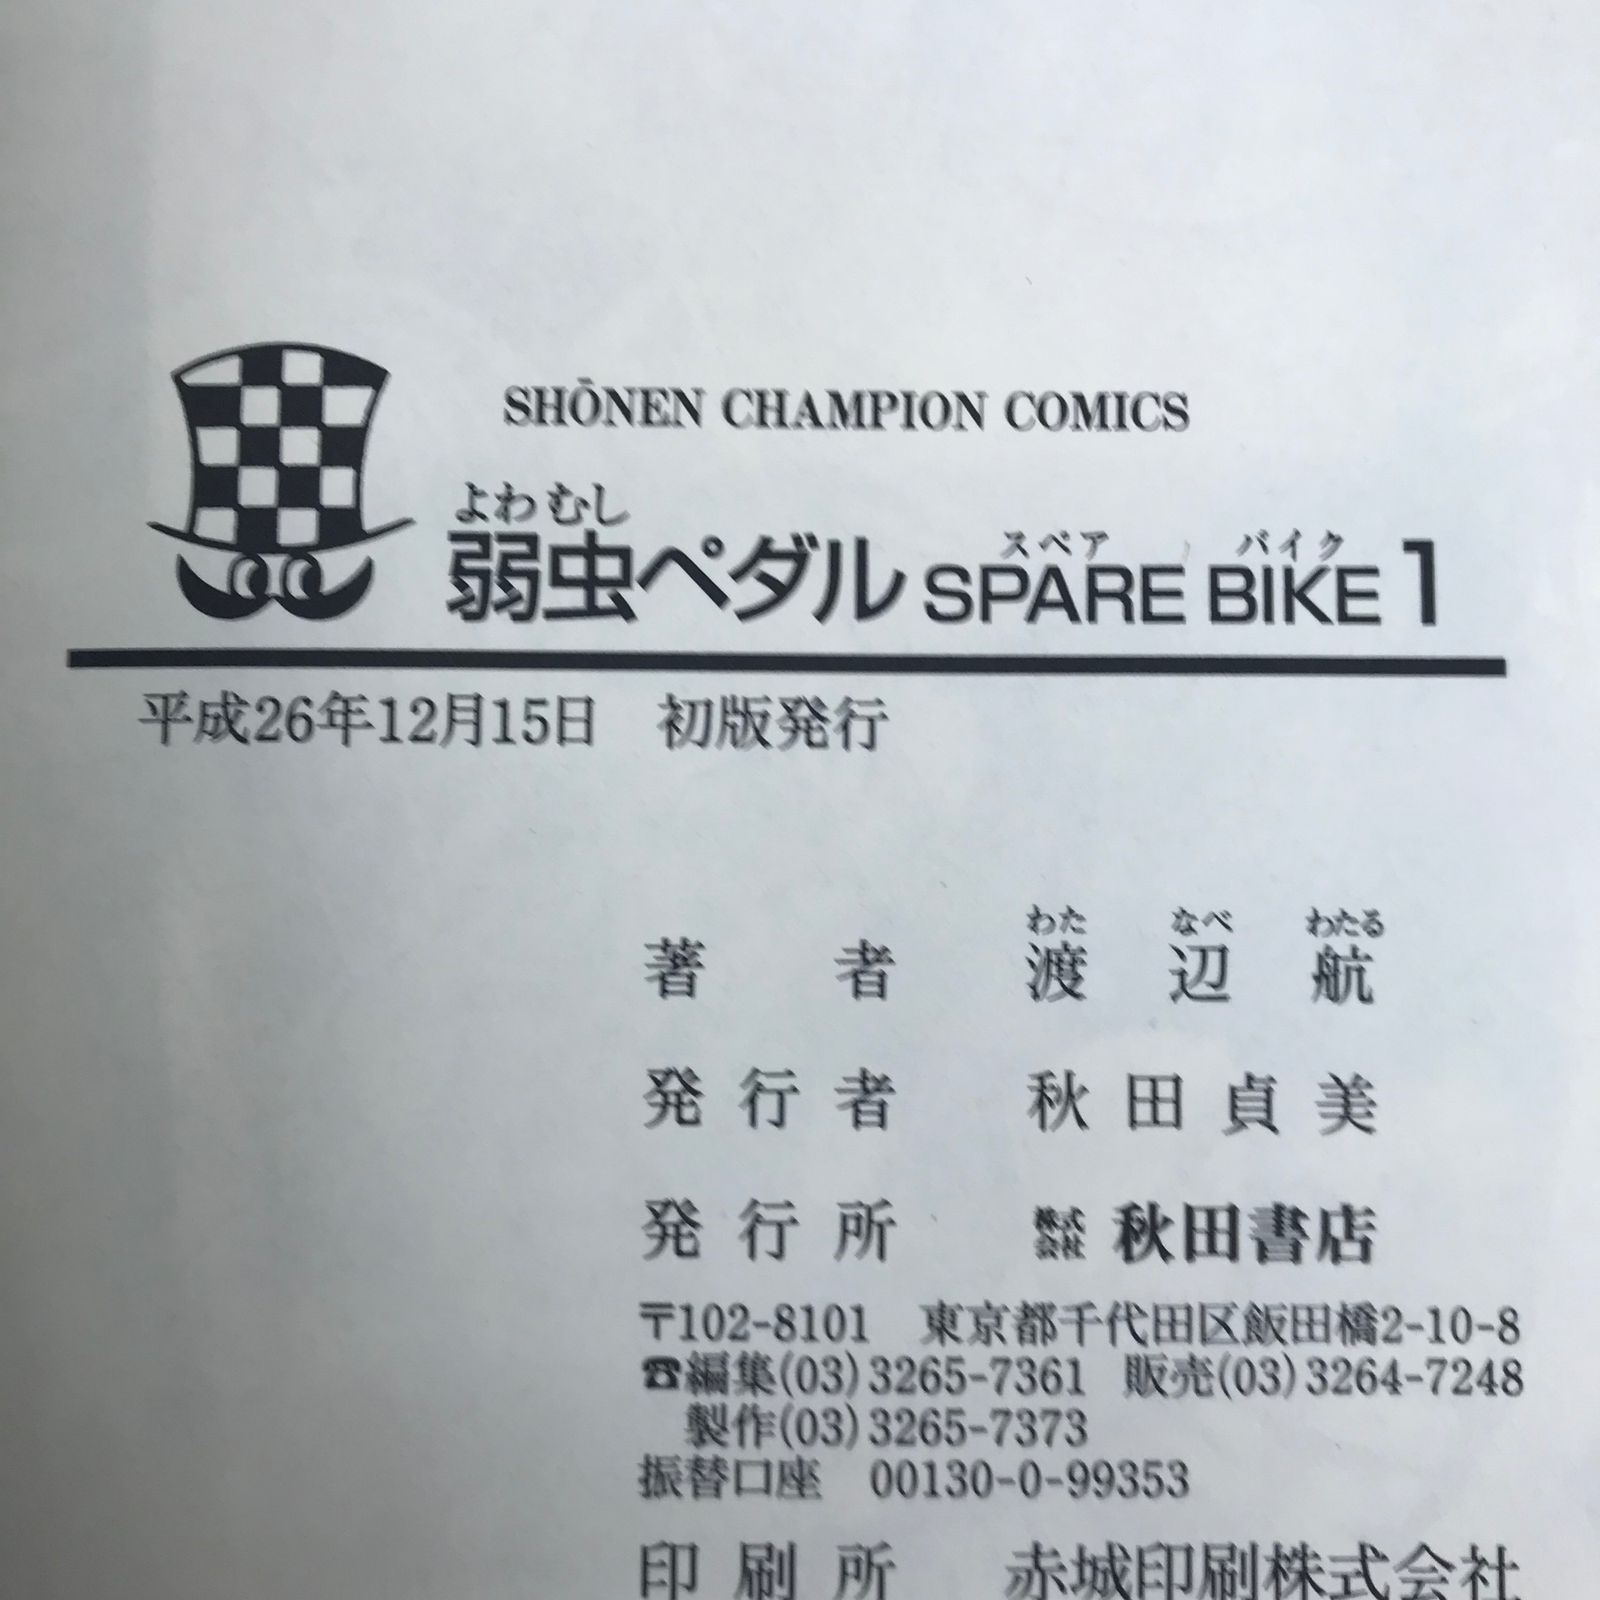 SHŌNEN CHAMPION COMICS
よわむし スペア バイク
弱虫ペダル SPARE BIKE 1
平成26年12月15日 初版発行
わた なべ わたる
著者 渡辺航
発行者 秋田貞美
発行所 株式会社 秋田書店
〒102-8101 東京都千代田区飯田橋2-10-8
☎編集(03)3265-7361 販売(03)3264-7248
製作(03)3265-7373
振替口座 00130-0-99353
印刷所 赤城印刷株式会社